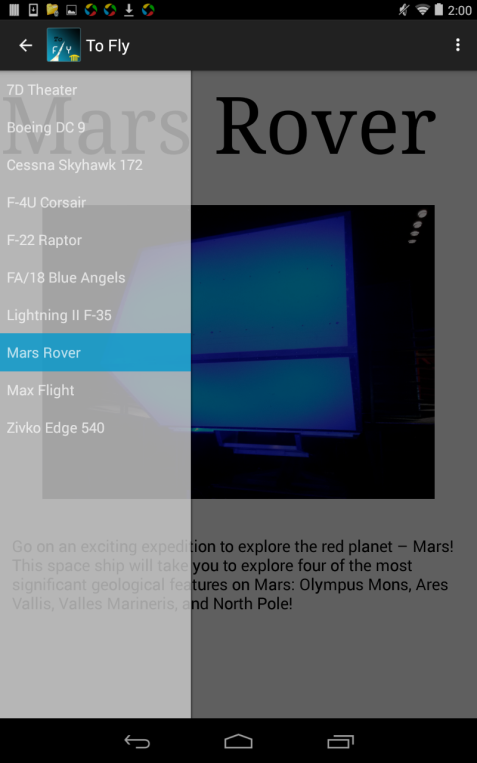 2:00
To Fly
Mars Rover
7D Theater
Boeing DC 9
Cessna Skyhawk 172
F-4U Corsair
F-22 Raptor
FA/18 Blue Angels
Lightning II F-35
Mars Rover
Max Flight
Zivko Edge 540
Go on an exciting expedition to explore the red planet – Mars!
This space ship will take you to explore four of the most
significant geological features on Mars: Olympus Mons, Ares
Vallis, Valles Marineris, and North Pole!